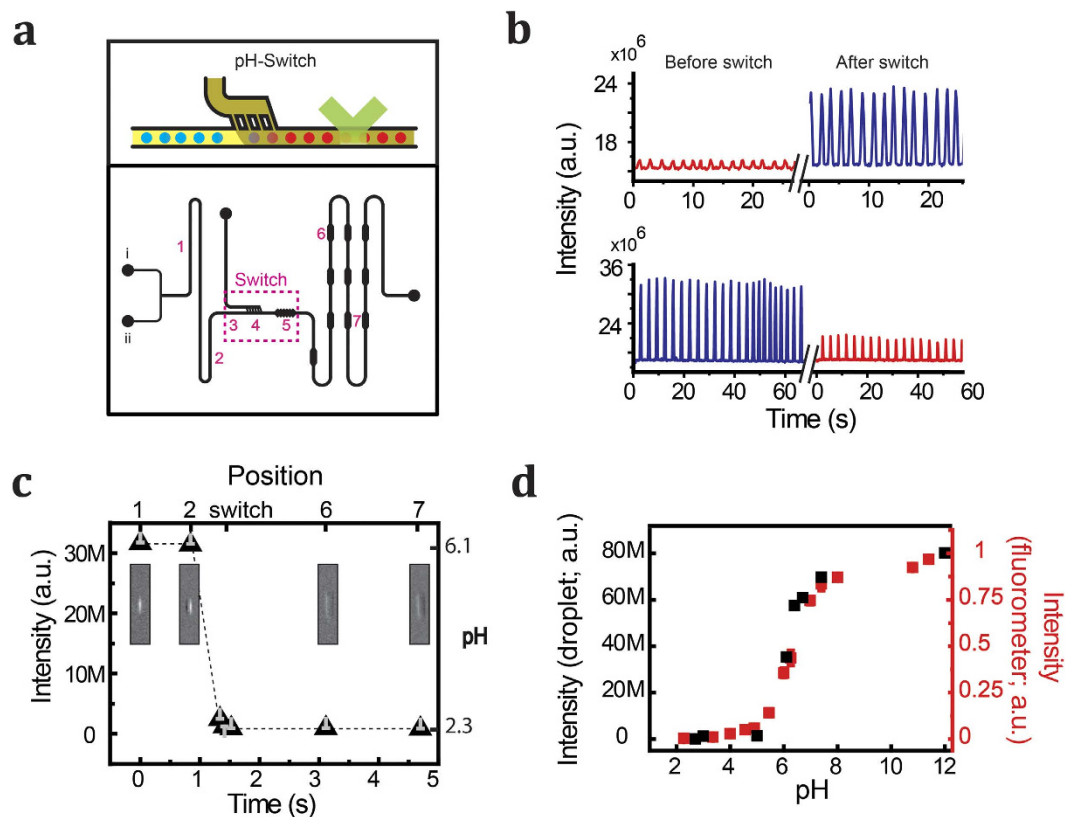 a
pH-Switch
i
ii
1
2
Switch
3
4
5
6
7
b
x10⁶
Before switch
After switch
24
18
0
10
20
0
10
20
Intensity (a.u.)
x10⁶
36
24
0
20
40
60
0
20
40
60
Time (s)
c
Position
1
2
switch
6
7
30M
20M
10M
0
Intensity (a.u.)
6.1
pH
2.3
0
1
2
3
4
5
Time (s)
d
Intensity (droplet; a.u.)
80M
60M
40M
20M
0
1
0.75
0.5
0.25
0
Intensity
(fluorometer; a.u.)
2
4
6
8
10
12
pH